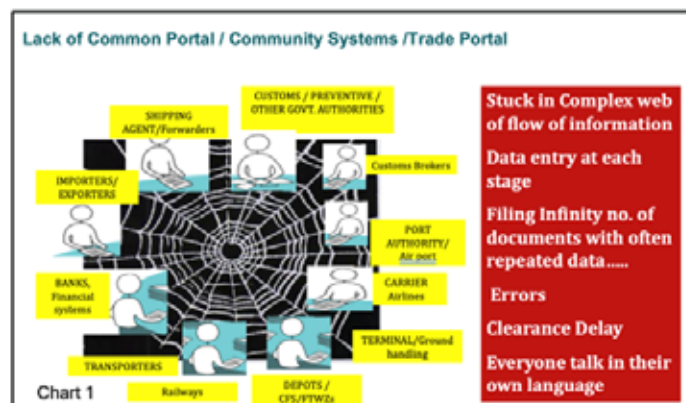 Lack of Common Portal / Community Systems /Trade Portal
CUSTOMS / PREVENTIVE /
OTHER GOVT. AUTHORITIES
SHIPPING
AGENT/Forwarders
Customs Brokers
IMPORTERS/
EXPORTERS
PORT
AUTHORITY/
Air port
BANKS,
Financial
systems
CARRIER
Airlines
TERMINAL/Ground
handling
TRANSPORTERS
Railways
DEPOTS /
CFS/FTWZs
Chart 1
Stuck in Complex web
of flow of information
Data entry at each
stage
Filing Infinity no. of
documents with often
repeated data.....
Errors
Clearance Delay
Everyone talk in their
own language